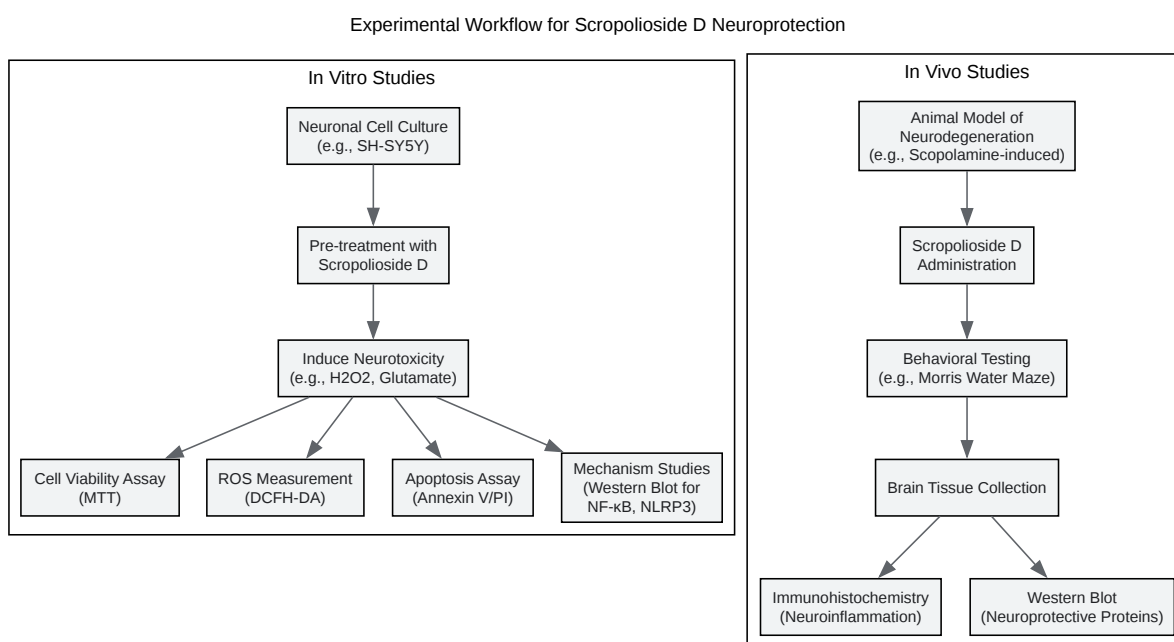 Experimental Workflow for Scropolioside D Neuroprotection
In Vitro Studies
Neuronal Cell Culture
(e.g., SH-SY5Y)
Pre-treatment with
Scropolioside D
Induce Neurotoxicity
(e.g., H2O2, Glutamate)
Cell Viability Assay
(MTT)
ROS Measurement
(DCFH-DA)
Apoptosis Assay
(Annexin V/PI)
Mechanism Studies
(Western Blot for
NF-κB, NLRP3)
In Vivo Studies
Animal Model of
Neurodegeneration
(e.g., Scopolamine-induced)
Scropolioside D
Administration
Behavioral Testing
(e.g., Morris Water Maze)
Brain Tissue Collection
Immunohistochemistry
(Neuroinflammation)
Western Blot
(Neuroprotective Proteins)